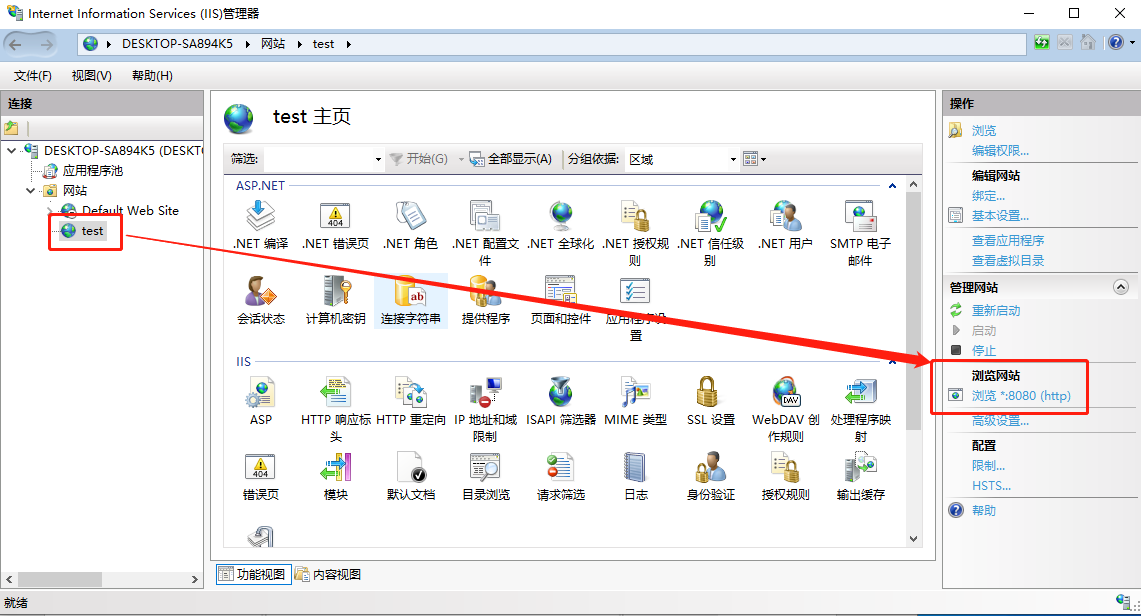 Internet Information Services (IIS)管理器
DESKTOP-SA894K5 网站 test
文件(F) 视图(V) 帮助(H)
连接
DESKTOP-SA894K5 (DESKT
应用程序池
网站
Default Web Site
test
test 主页
筛选: 开始(G) 全部显示(A) 分组依据: 区域
ASP.NET
.NET 编译 .NET 错误页 .NET 角色 .NET 配置文件 .NET 全球化 .NET 授权规则 .NET 信任级别 .NET 用户 SMTP 电子邮件
会话状态 计算机密钥 连接字符串 提供程序 页面和控件 应用程序设置
IIS
ASP HTTP 响应标头 HTTP 重定向 IP 地址和域限制 ISAPI 筛选器 MIME 类型 SSL 设置 WebDAV 创作规则 处理程序映射
错误页 模块 默认文档 目录浏览 请求筛选 日志 身份验证 授权规则 输出缓存
功能视图 内容视图
操作
浏览
编辑权限...
编辑网站
绑定...
基本设置...
查看应用程序
查看虚拟目录
管理网站
重新启动
启动
停止
浏览网站
浏览 *:8080 (http)
高级设置...
配置
限制...
HSTS...
帮助
就绪